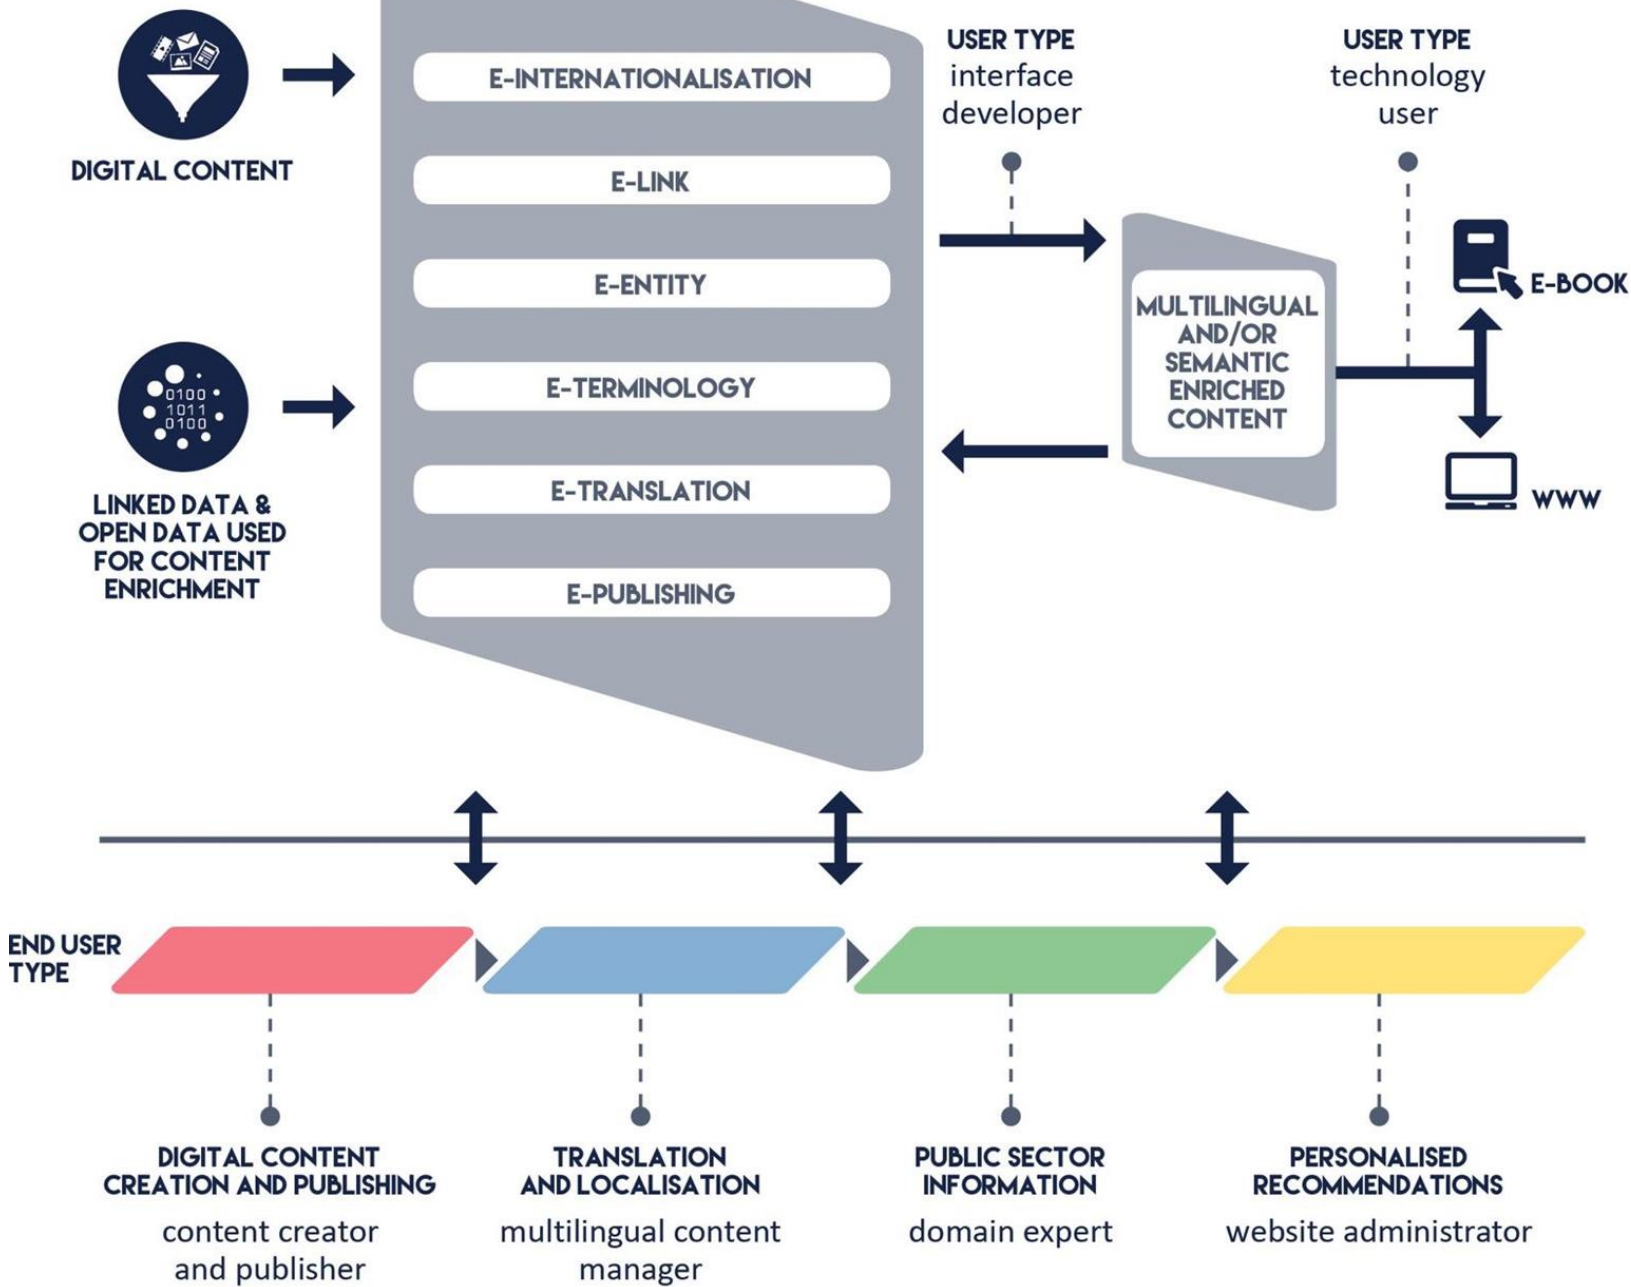 DIGITAL CONTENT
LINKED DATA &
OPEN DATA USED
FOR CONTENT
ENRICHMENT
0100
1011
0100
E-INTERNATIONALISATION
E-LINK
E-ENTITY
E-TERMINOLOGY
E-TRANSLATION
E-PUBLISHING
USER TYPE
interface
developer
USER TYPE
technology
user
MULTILINGUAL
AND/OR
SEMANTIC
ENRICHED
CONTENT
E-BOOK
WWW
END USER
TYPE
DIGITAL CONTENT
CREATION AND PUBLISHING
content creator
and publisher
TRANSLATION
AND LOCALISATION
multilingual content
manager
PUBLIC SECTOR
INFORMATION
domain expert
PERSONALISED
RECOMMENDATIONS
website administrator